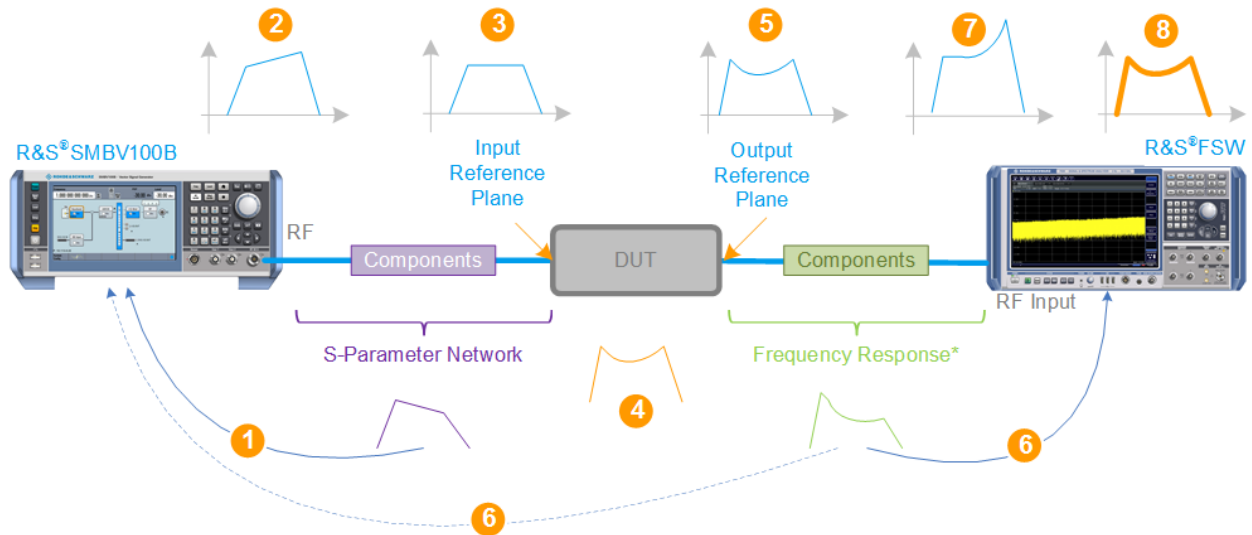 2
3
5
7
8
R&S®SMBV100B
Input
Reference
Plane
Output
Reference
Plane
R&S®FSW
RF
Components
DUT
Components
RF Input
S-Parameter Network
Frequency Response*
4
1
6
6